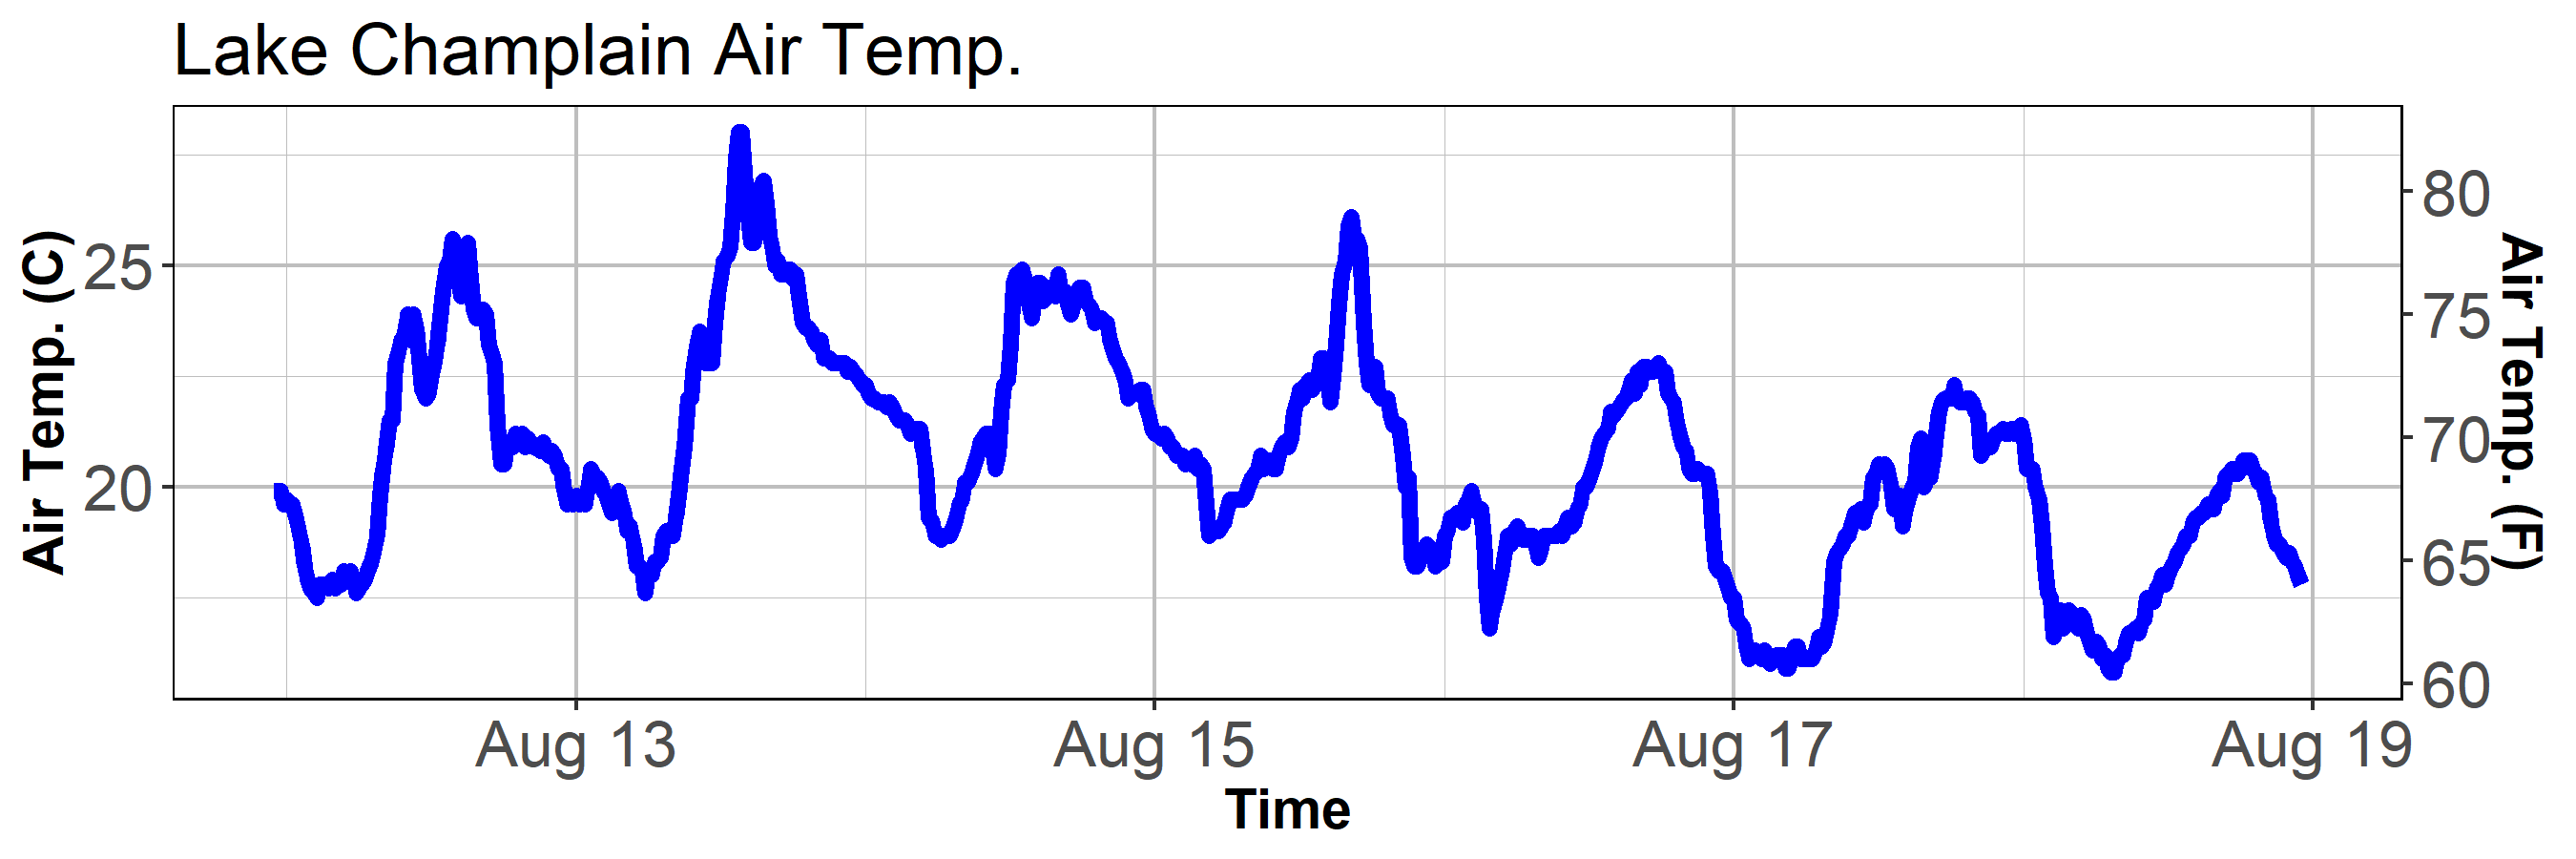 Lake Champlain Air Temp.
Air Temp. (C)
25
20
80
75
70
65
60
Air Temp. (F)
Aug 13
Aug 15
Aug 17
Aug 19
Time